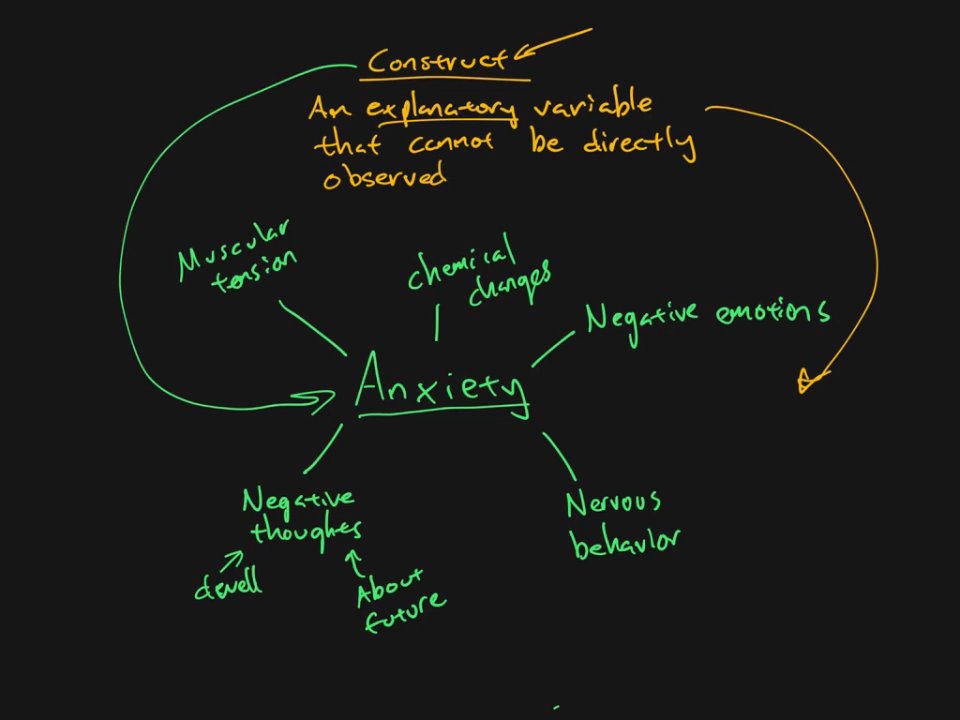 Construct
An explanatory variable
that cannot be directly
observed
Muscular
tension
chemical
changes
Negative emotions
Anxiety
Negative
thoughts
dwell
About
future
Nervous
behavior